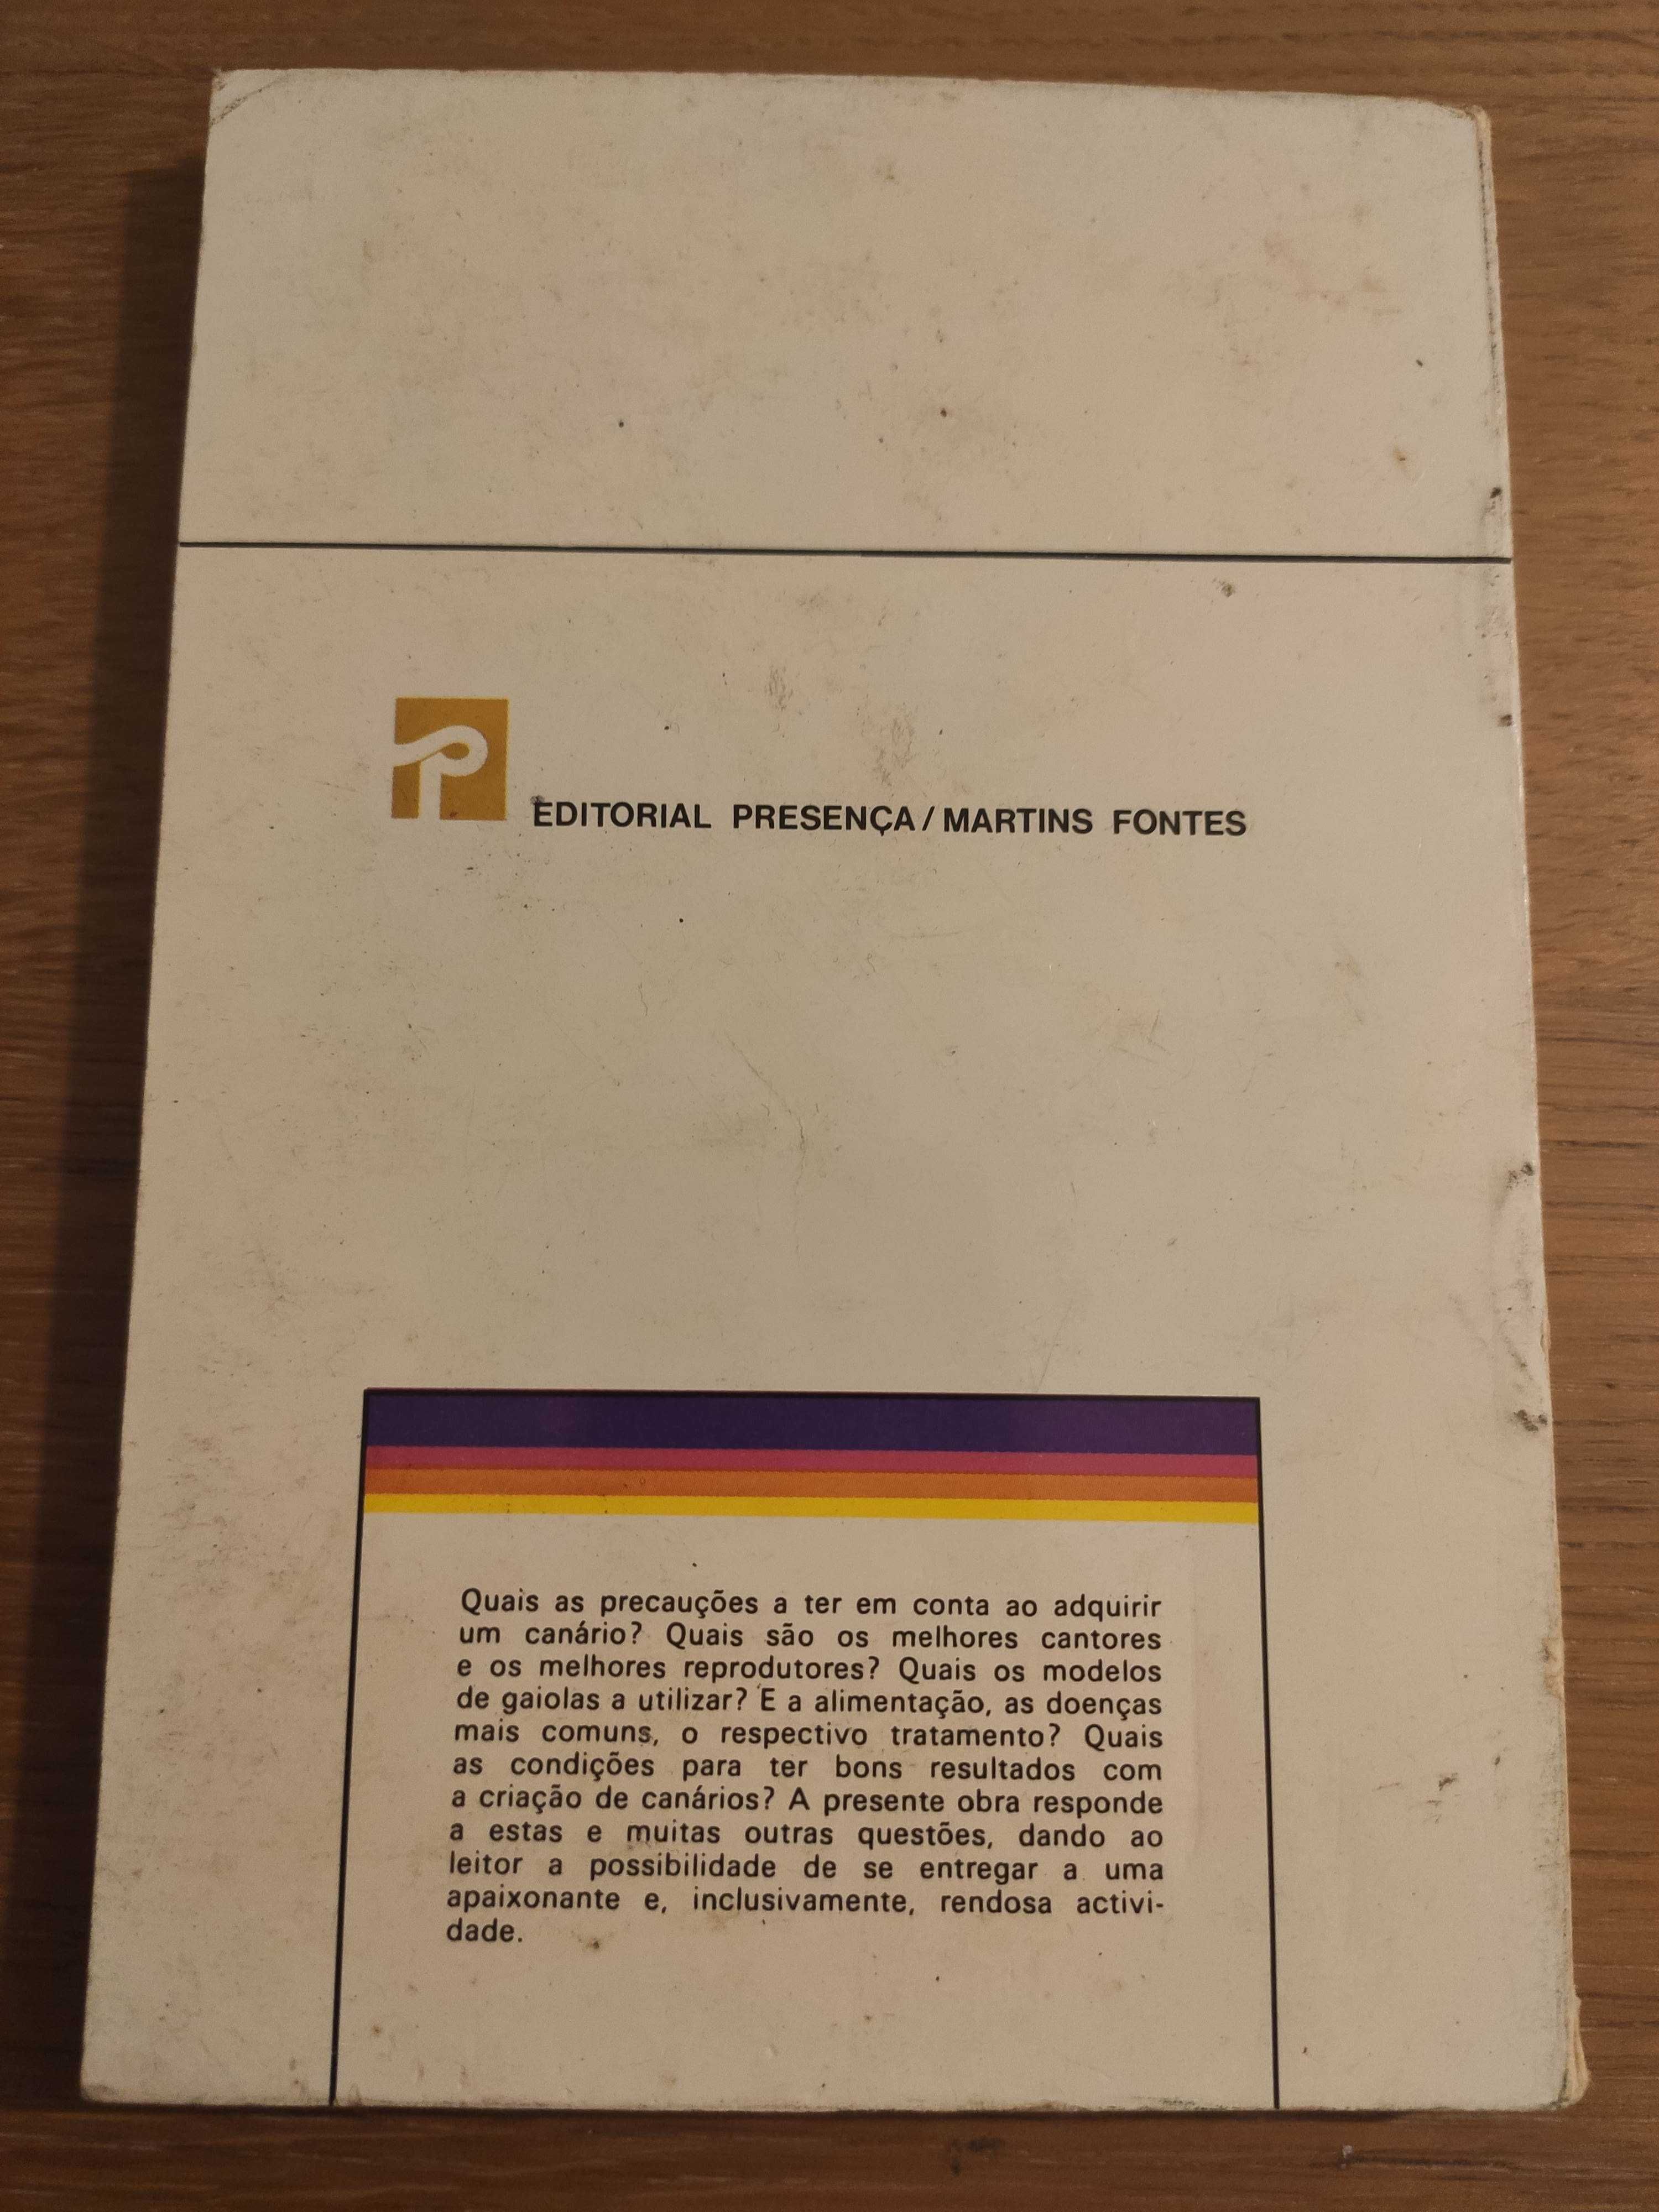 EDITORIAL PRESENÇA/MARTINS FONTES
Quais as precauções a ter em conta ao adquirir
um canário? Quais são os melhores cantores
e os melhores reprodutores? Quais os modelos
de gaiolas a utilizar? E a alimentação, as doenças
mais comuns, o respectivo tratamento? Quais
as condições para ter bons resultados com
a criação de canários? A presente obra responde
a estas e muitas outras questões, dando ao
leitor a possibilidade de se entregar a uma
apaixonante e, inclusivamente, rendosa activi-
dade.